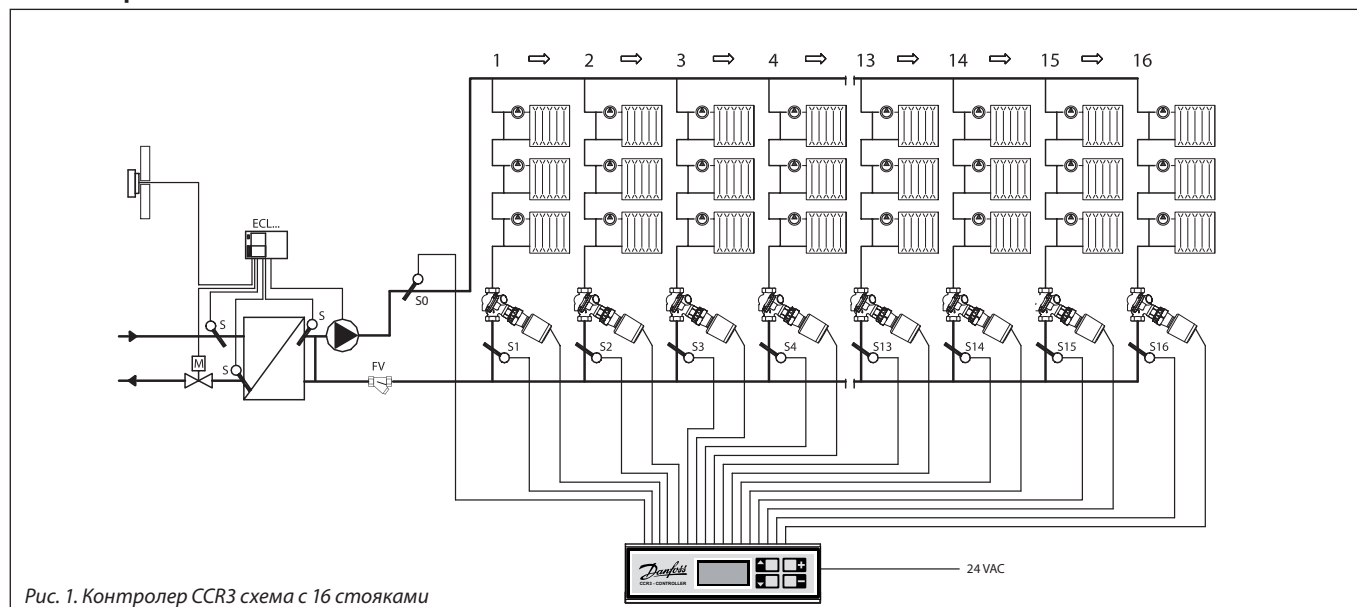 1 ⇨ 2 ⇨ 3 ⇨ 4 ⇨ 13 ⇨ 14 ⇨ 15 ⇨ 16
ECL...
S0
S
S
M
S
FV
S1
S2
S3
S4
S13
S14
S15
S16
Danfoss
CCR3 - CONTROLLER
+
−
24 VAC
Рис. 1. Контролер CCR3 схема с 16 стояками